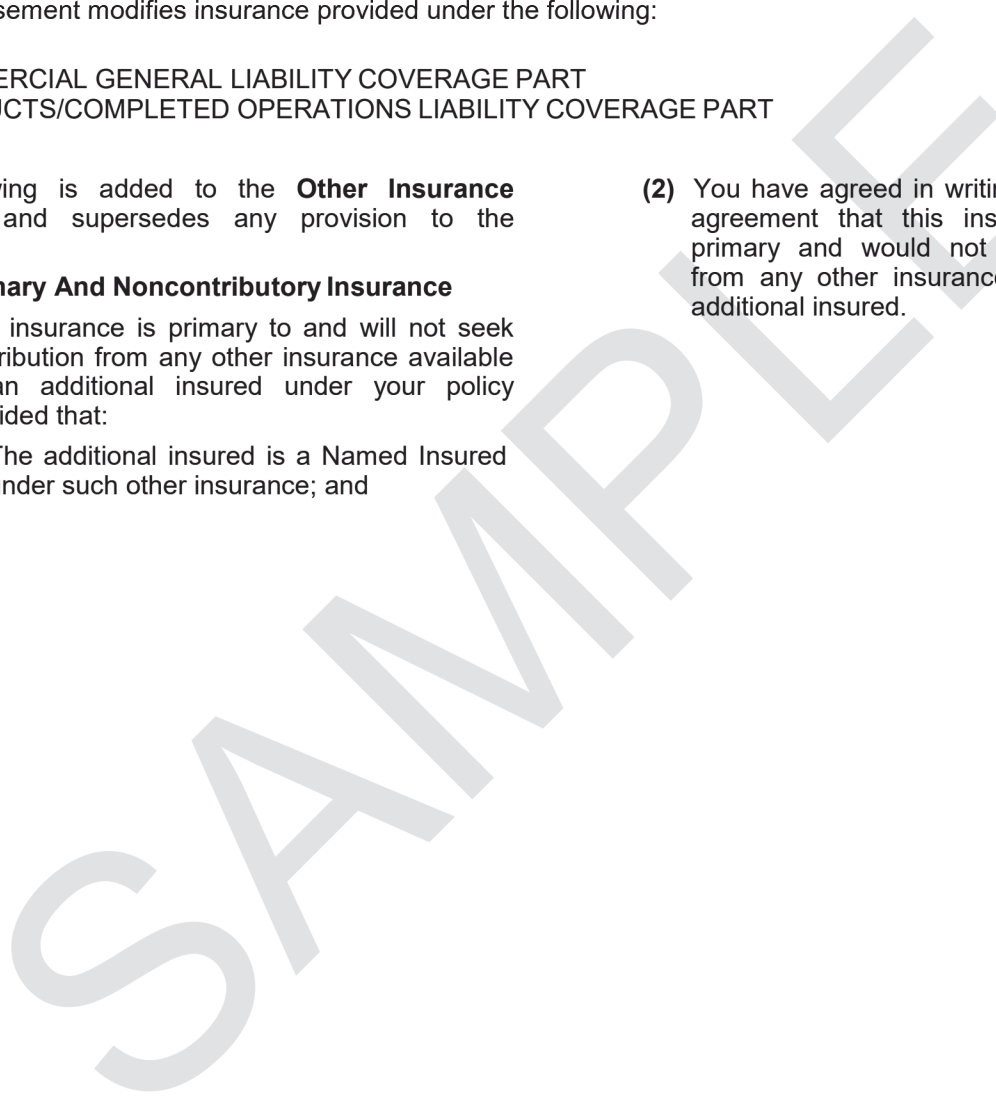 sement modifies insurance provided under the following:
ERCIAL GENERAL LIABILITY COVERAGE PART
UCTS/COMPLETED OPERATIONS LIABILITY COVERAGE PART
ving is added to the Other Insurance
and supersedes any provision to the
nary And Noncontributory Insurance
insurance is primary to and will not seek
ribution from any other insurance available
an additional insured under your policy
ided that:
The additional insured is a Named Insured
under such other insurance; and
(2) You have agreed in writin
agreement that this ins
primary and would not
from any other insurance
additional insured.
SAMPLE